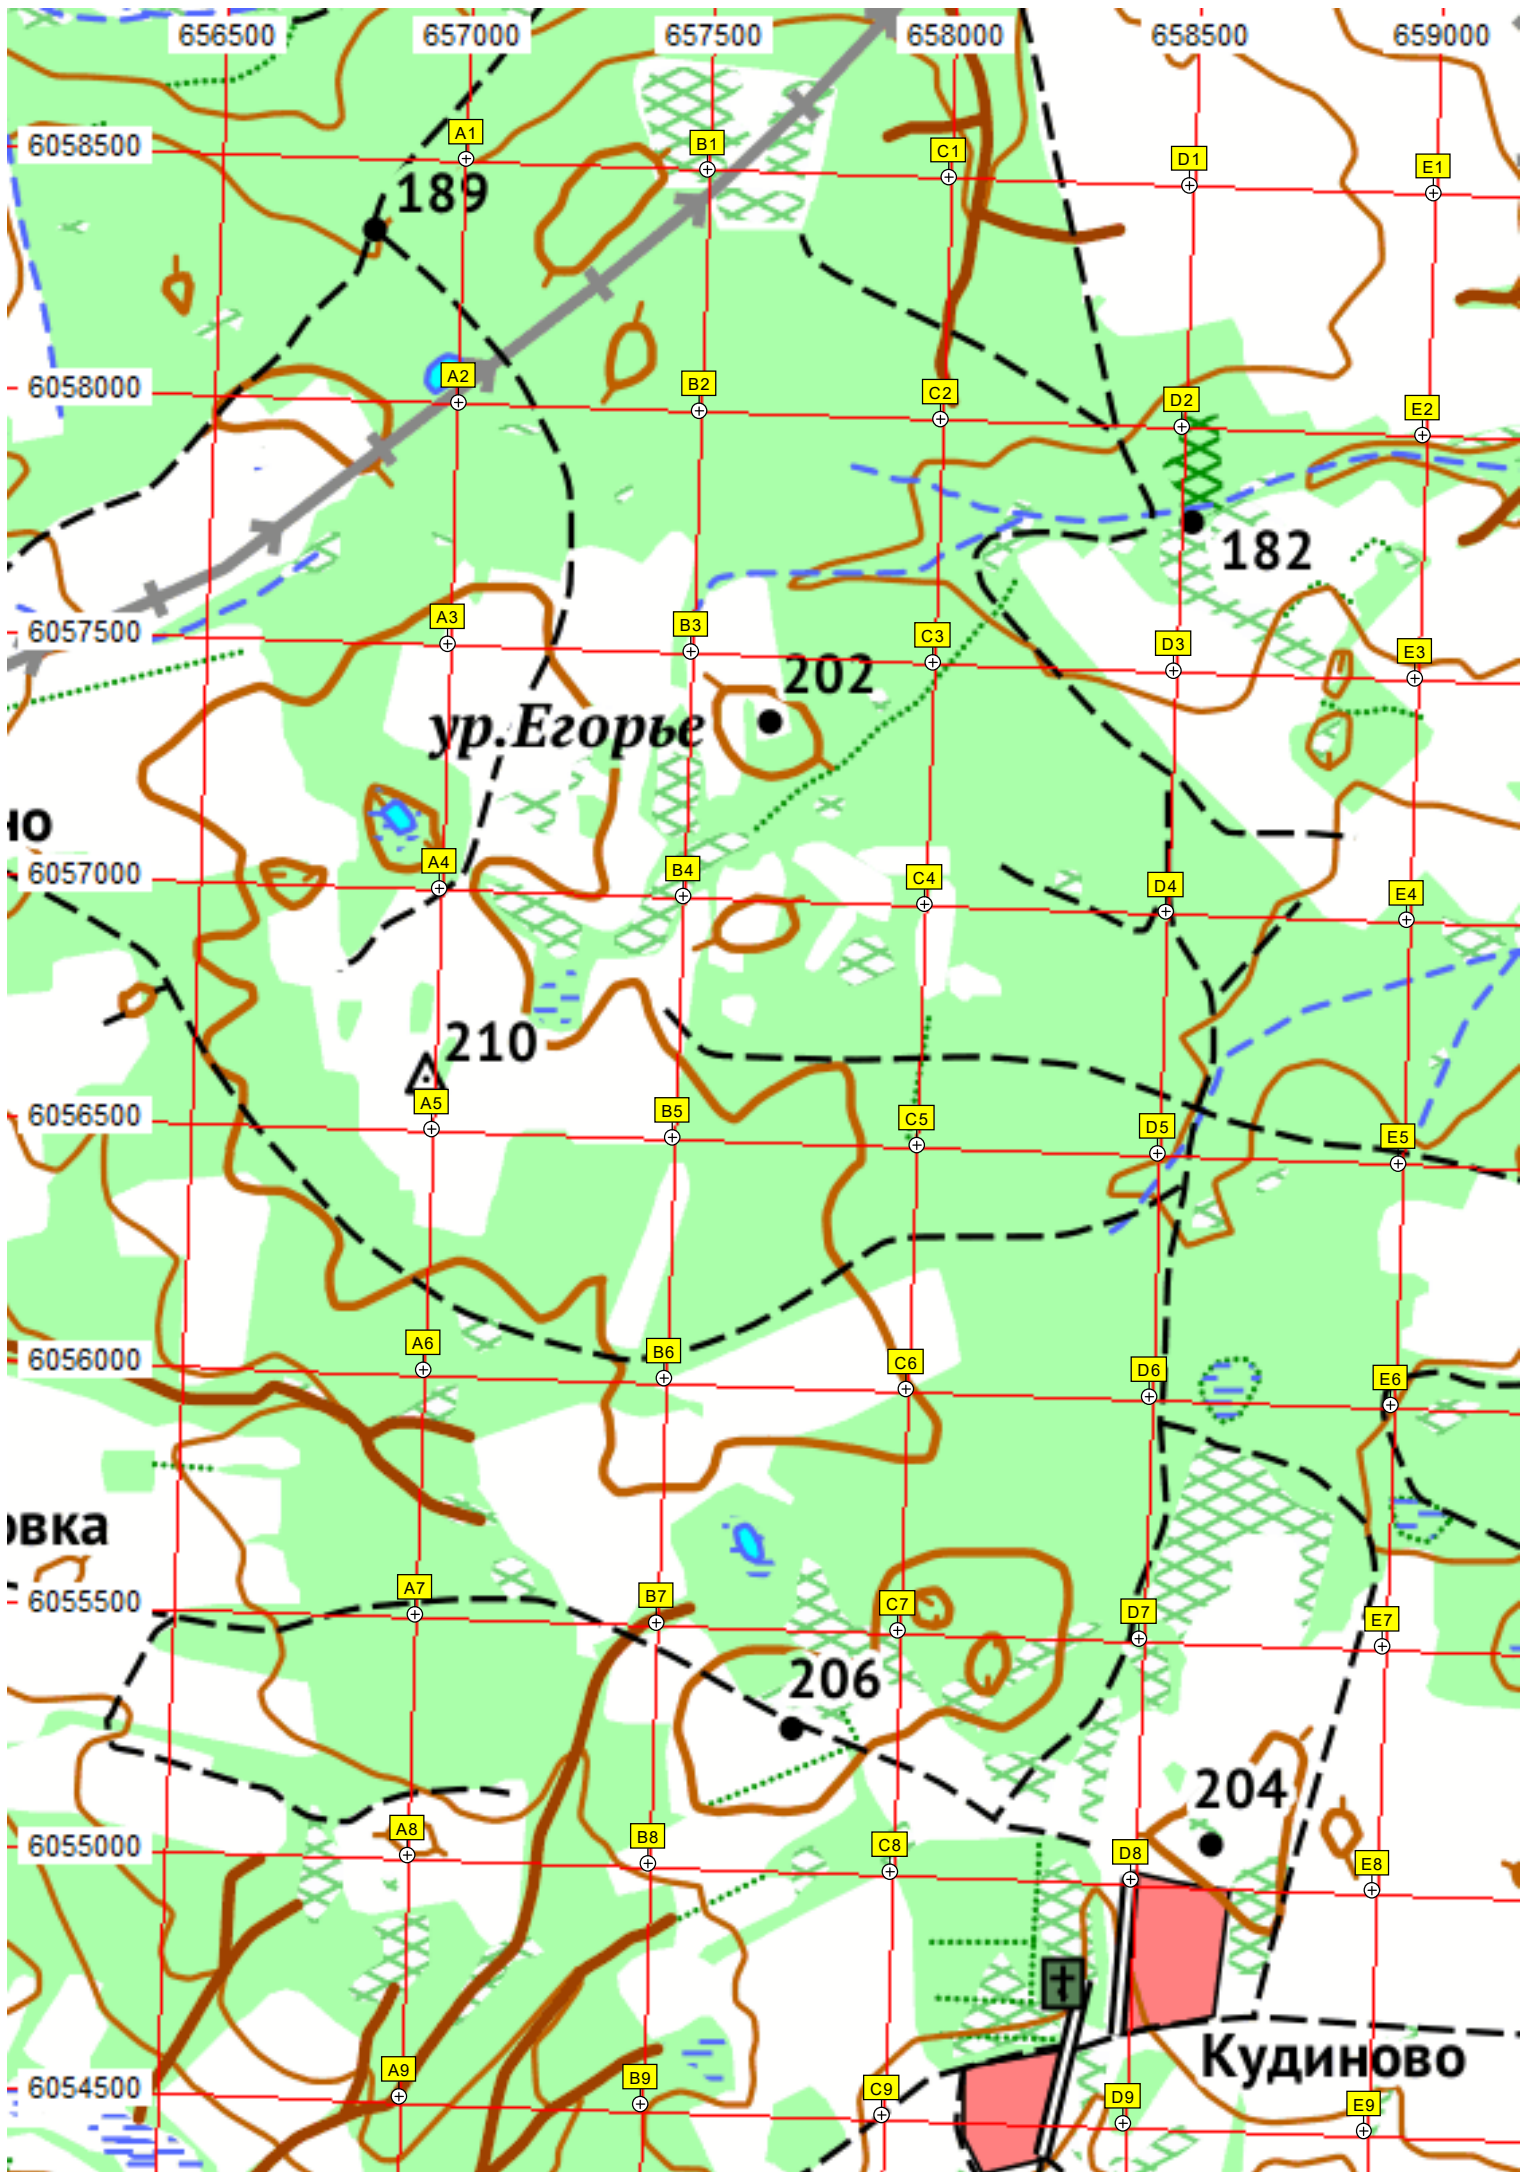 656500 657000 657500 658000 658500 659000
6058500 A1 B1 C1 D1 E1
189
6058000 A2 B2 C2 D2 E2
182
6057500 A3 B3 C3 D3 E3
202
ур.Егорье
но
6057000 A4 B4 C4 D4 E4
210
6056500 A5 B5 C5 D5 E5
6056000 A6 B6 C6 D6 E6
овка
6055500 A7 B7 C7 D7 E7
206
204
6055000 A8 B8 C8 D8 E8
Кудиново
6054500 A9 B9 C9 D9 E9